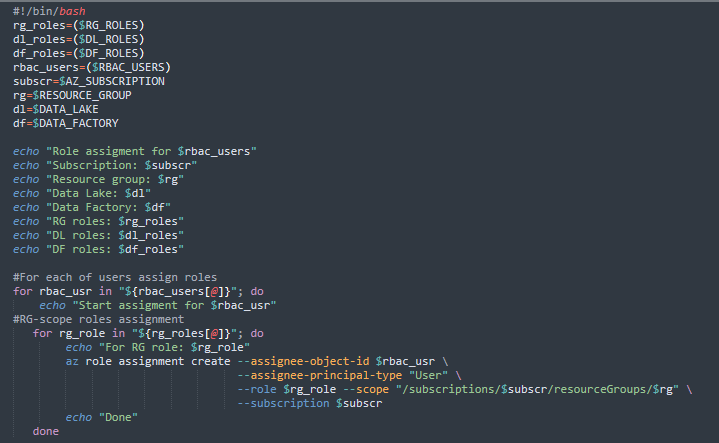 #!/bin/bash
rg_roles=($RG_ROLES)
dl_roles=($DL_ROLES)
df_roles=($DF_ROLES)
rbac_users=($RBAC_USERS)
subscr=$AZ_SUBSCRIPTION
rg=$RESOURCE_GROUP
dl=$DATA_LAKE
df=$DATA_FACTORY

echo "Role assigment for $rbac_users"
echo "Subscription: $subscr"
echo "Resource group: $rg"
echo "Data Lake: $dl"
echo "Data Factory: $df"
echo "RG roles: $rg_roles"
echo "DL roles: $dl_roles"
echo "DF roles: $df_roles"

#For each of users assign roles
for rbac_usr in "${rbac_users[@]}"; do
    echo "Start assigment for $rbac_usr"
#RG-scope roles assignment
   for rg_role in "${rg_roles[@]}"; do
        echo "For RG role: $rg_role"
        az role assignment create --assignee-object-id $rbac_usr \
                                  --assignee-principal-type "User" \
                                  --role $rg_role --scope "/subscriptions/$subscr/resourceGroups/$rg" \
                                  --subscription $subscr
        echo "Done"
   done